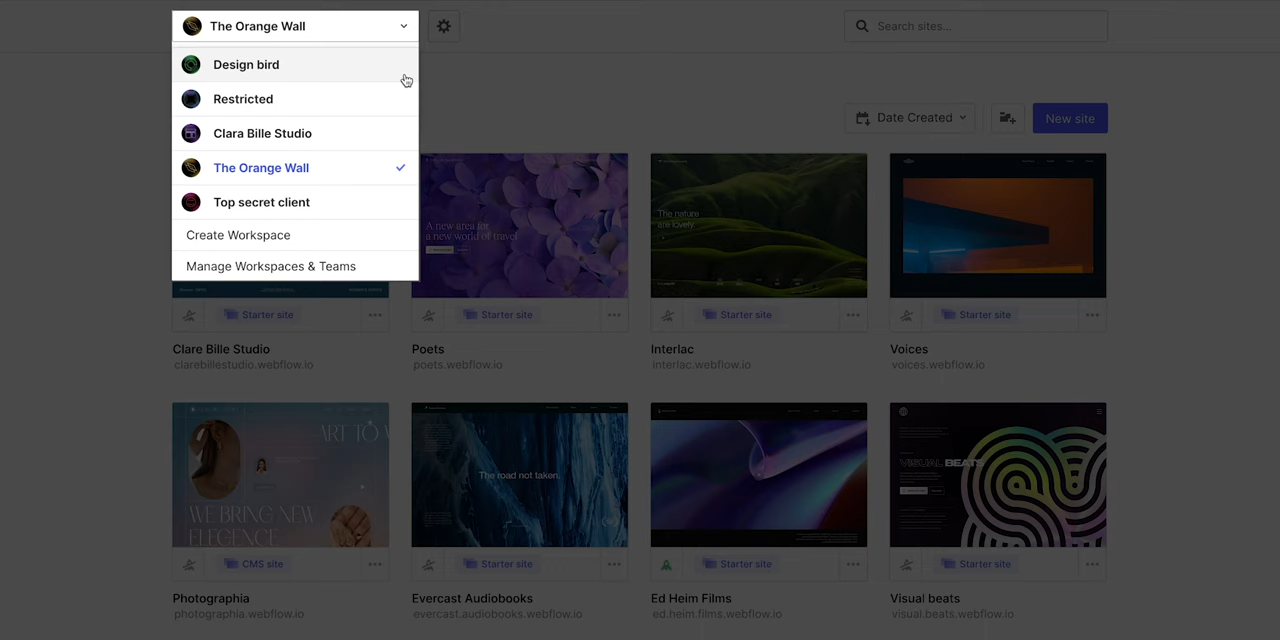 The Orange Wall
Search sites...
Design bird
Restricted
Clara Bille Studio
The Orange Wall
Top secret client
Create Workspace
Manage Workspaces & Teams
Date Created
New site
A new area for
a new world of travel
The nature
are lovely
Starter site
Starter site
Starter site
Starter site
Clare Bille Studio
clarebillestudio.webflow.io
Poets
poets.webflow.io
Interlac
interlac.webflow.io
Voices
voices.webflow.io
ART TO
WE BRING NEW
ELEGENCE
The road not taken.
VISUAL BEATS
CMS site
Starter site
Starter site
Starter site
Photographia
photographia.webflow.io
Evercast Audiobooks
evercast.audiobooks.webflow.io
Ed Heim Films
ed.heim.films.webflow.io
Visual beats
visual.beats.webflow.io